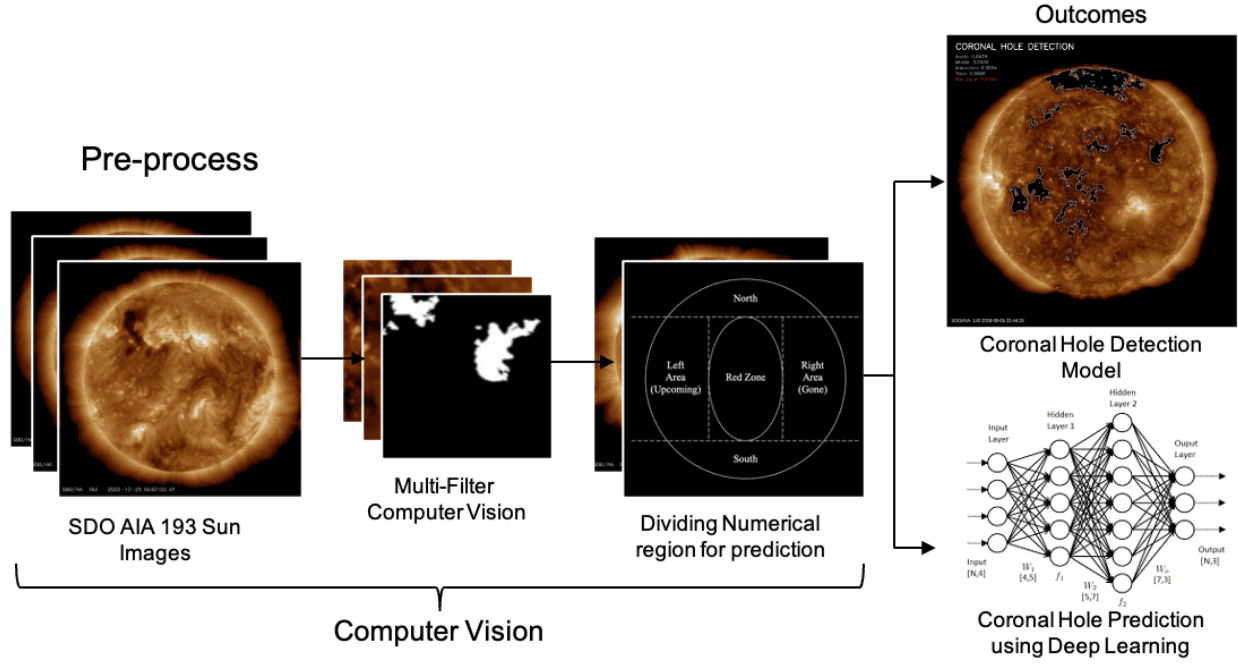 Outcomes
CORONAL HOLE DETECTION
Pre-process
North
Left
Area
(Upcoming)
Red Zone
Right
Area
(Gone)
South
SDO AIA 193 Sun
Images
Multi-Filter
Computer Vision
Dividing Numerical
region for prediction
Computer Vision
Coronal Hole Detection
Model
Input
Layer
Hidden
Layer 1
Hidden
Layer 2
Ouput
Layer
Input
[N,4]
W₁
[4,5]
f₁
W₂
[5,7]
f₂
Wₒ
[7,3]
Output
[N,3]
Coronal Hole Prediction
using Deep Learning